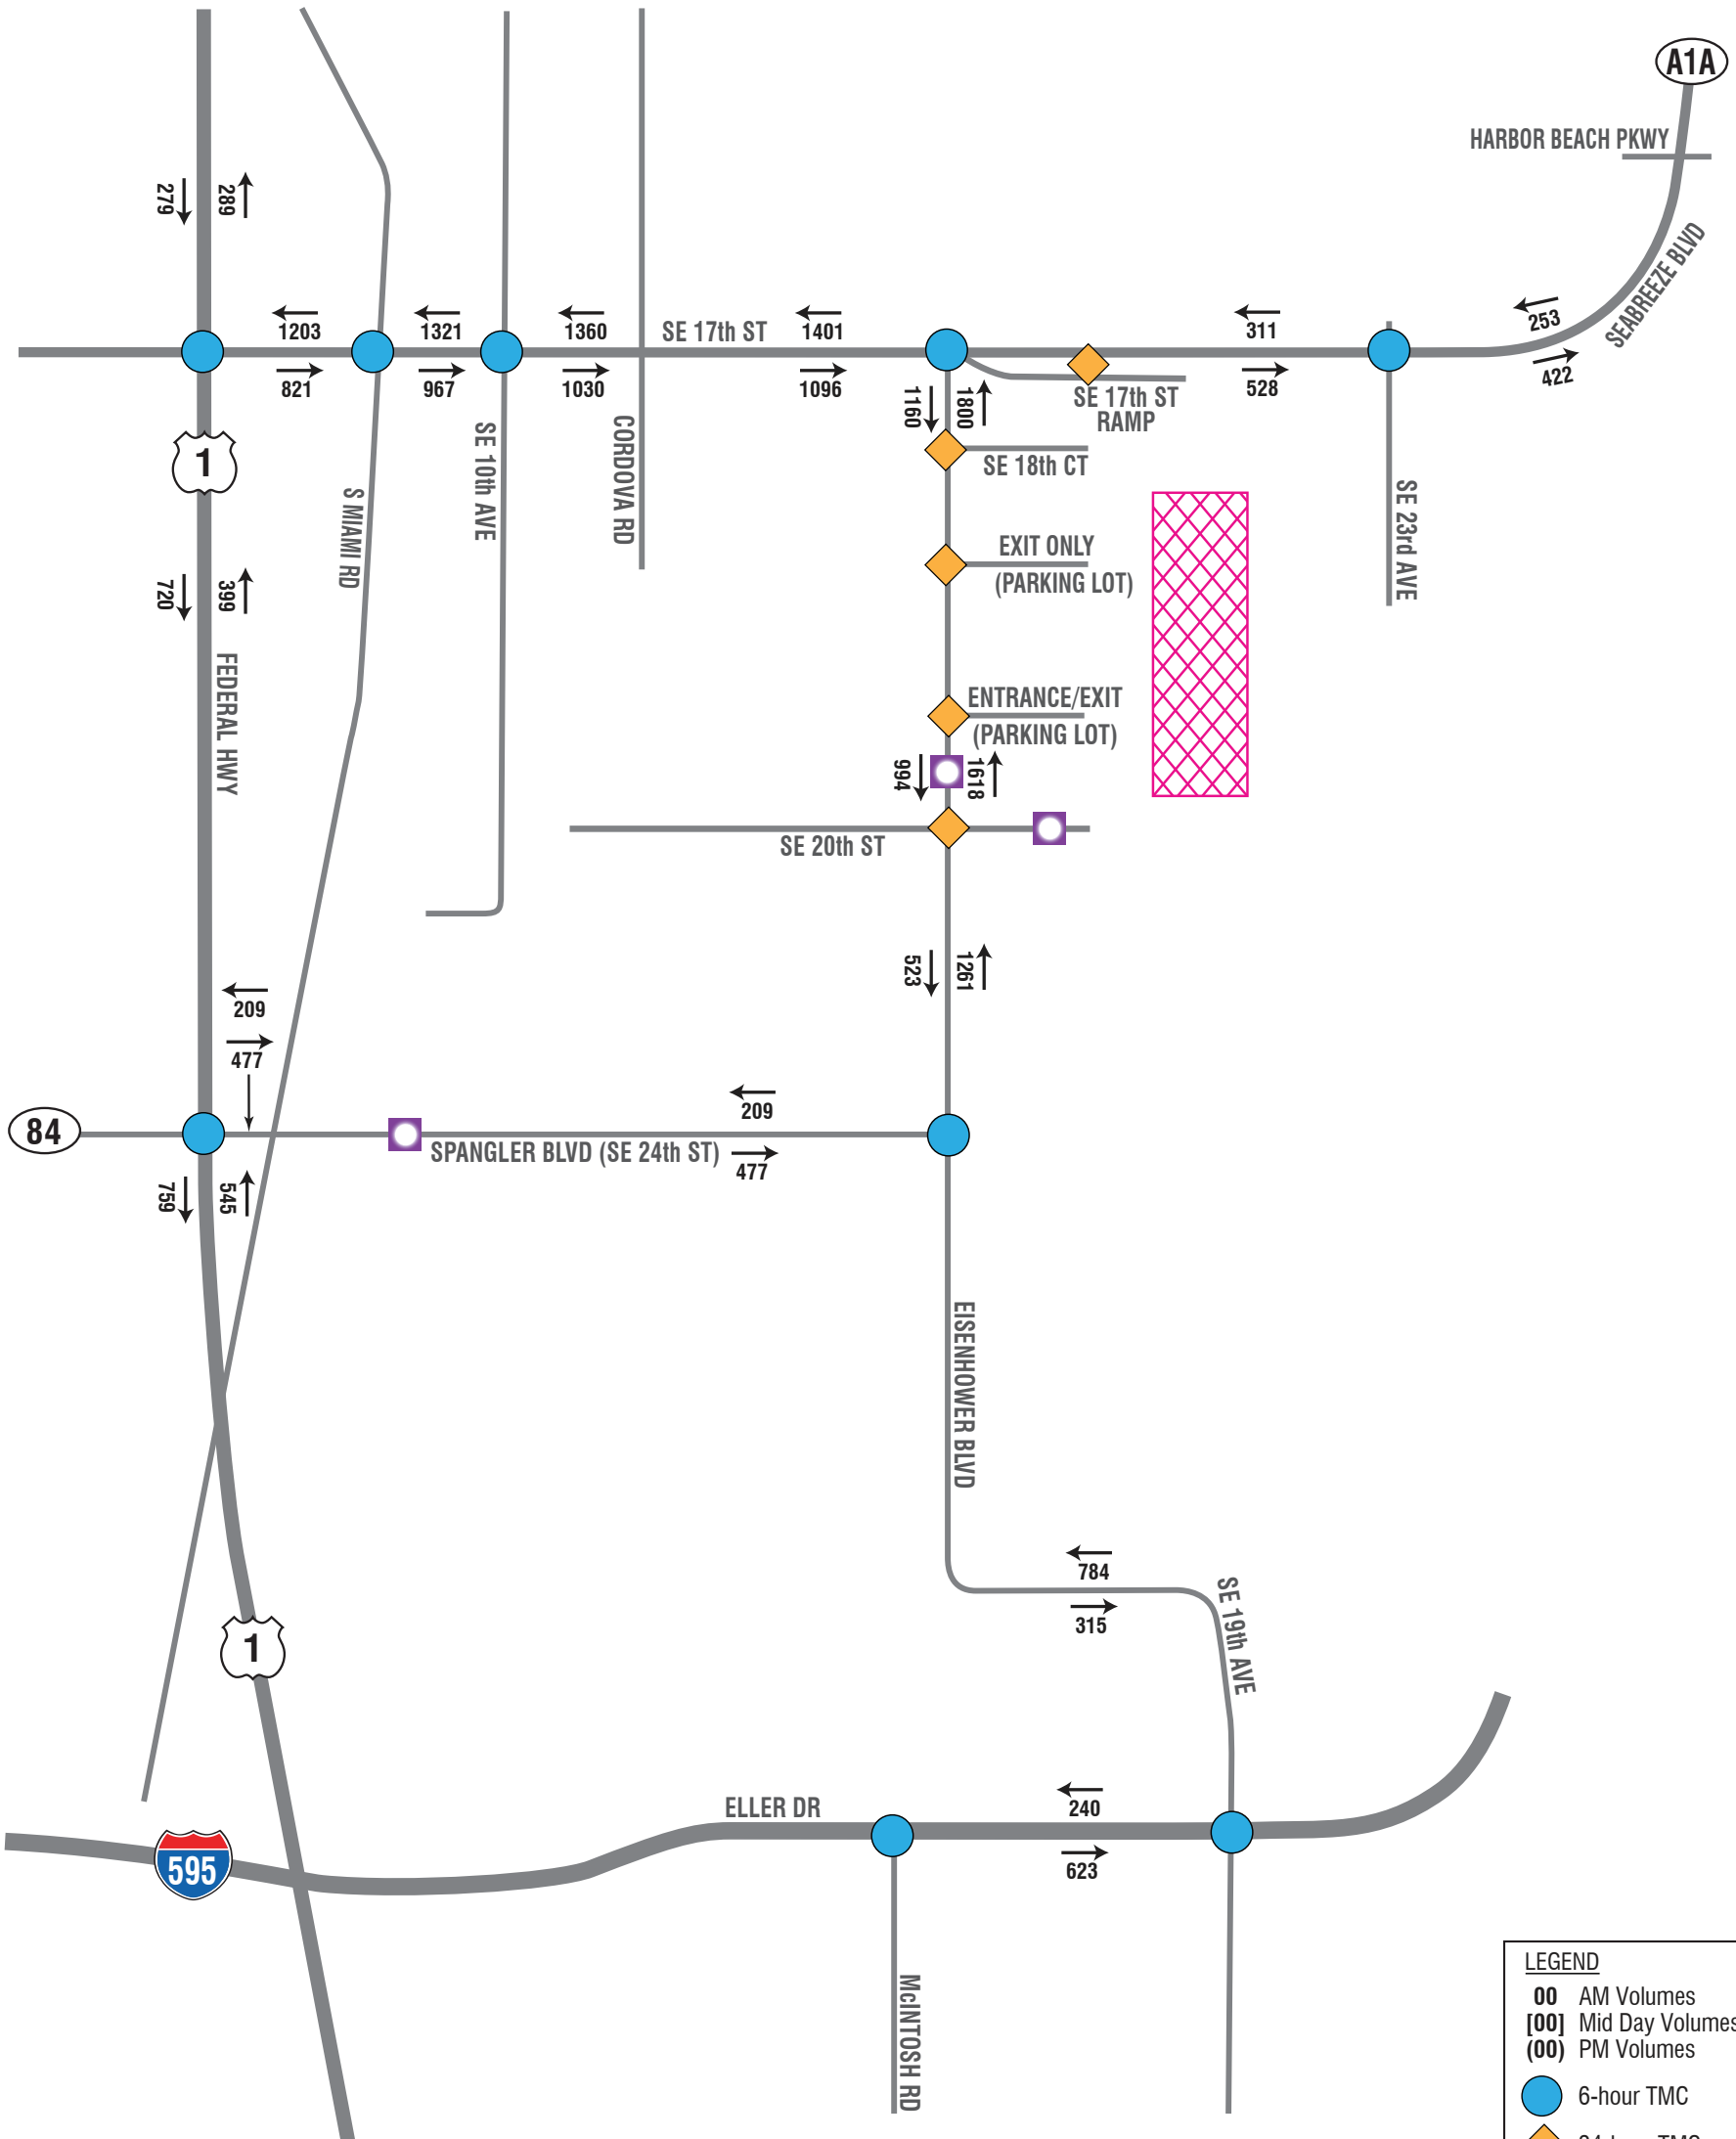 A1A
HARBOR BEACH PKWY
279
289
SEABREEZE BLVD
1203
1321
1360
SE 17th ST
1401
311
253
821
967
1030
1096
528
422
1160
1800
SE 17th ST
RAMP
1
S MIAMI RD
SE 10th AVE
CORDOVA RD
SE 18th CT
SE 23rd AVE
EXIT ONLY
(PARKING LOT)
720
399
FEDERAL HWY
ENTRANCE/EXIT
(PARKING LOT)
994
1618
SE 20th ST
523
1261
209
477
209
84
SPANGLER BLVD (SE 24th ST)
477
759
545
EISENHOWER BLVD
784
315
SE 19th AVE
1
ELLER DR
240
595
623
McINTOSH RD
LEGEND
00 AM Volumes
[00] Mid Day Volumes
(00) PM Volumes
6-hour TMC